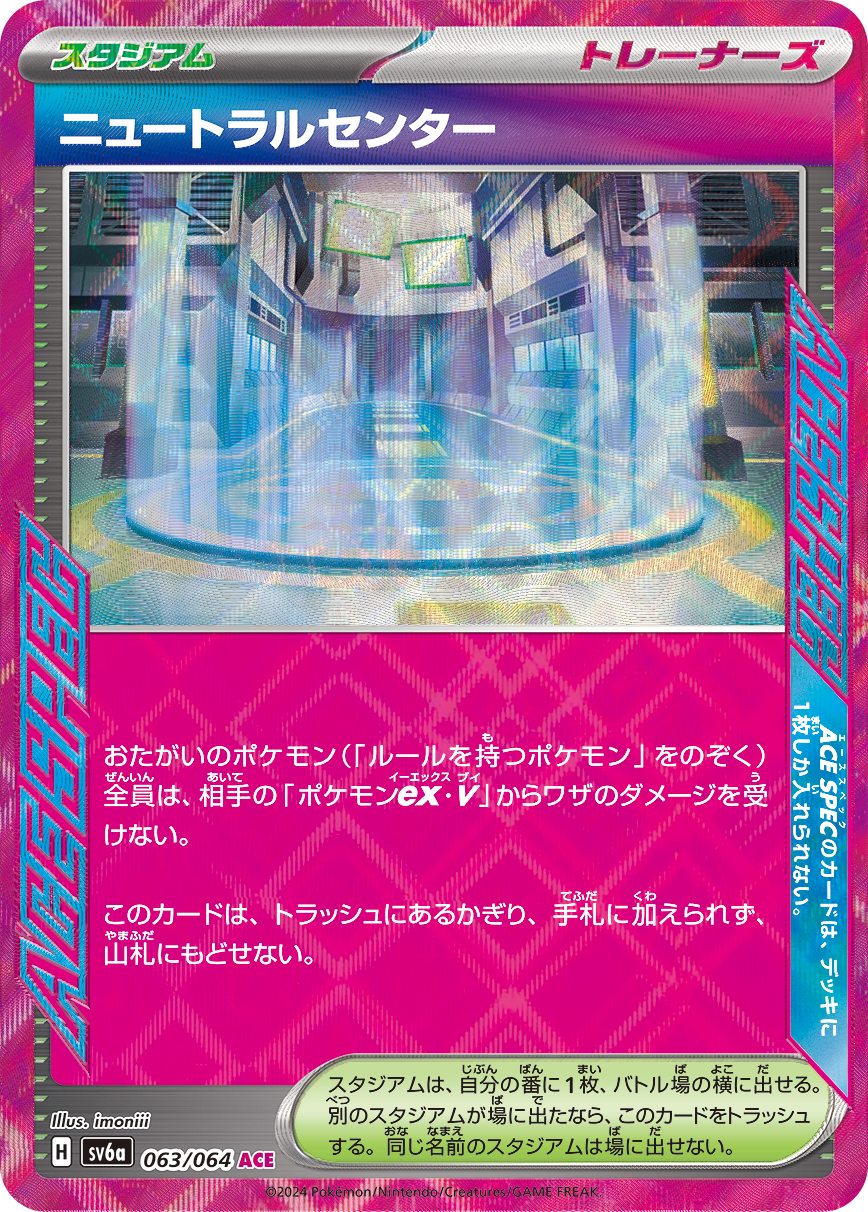 スタジアム
トレーナーズ
ニュートラルセンター
ACE SPEC
ACE SPEC
おたがいのポケモン（「ルールを持つポケモン」をのぞく）
全員は、相手の「ポケモンex・V」からワザのダメージを受
けない。
このカードは、トラッシュにあるかぎり、手札に加えられず、
山札にもどせない。
ACE SPECのカードは、デッキに
1枚しか入れられない。
スタジアムは、自分の番に1枚、バトル場の横に出せる。
別のスタジアムが場に出たなら、このカードをトラッシュ
する。同じ名前のスタジアムは場に出せない。
Illus. imoniii
H sv6a 063/064 ACE
©2024 Pokémon/Nintendo/Creatures/GAME FREAK.